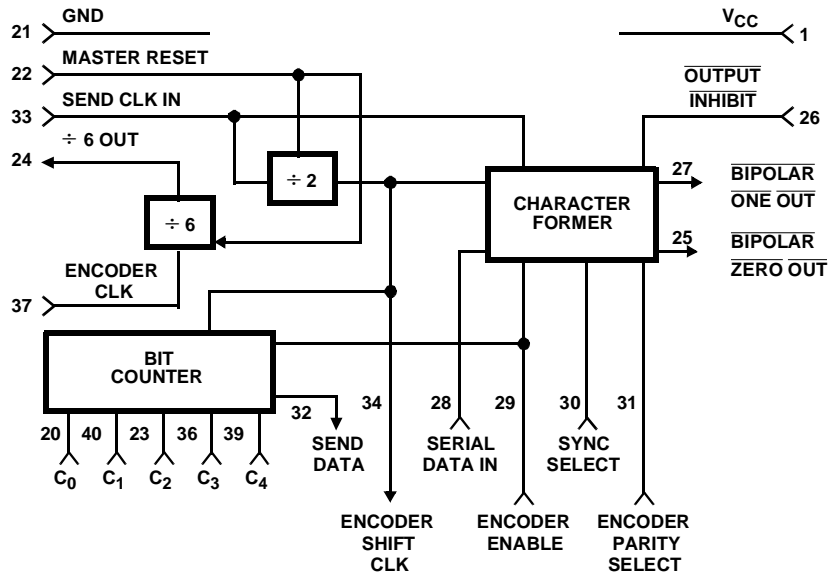 21 GND
V_CC 1
22 MASTER RESET
33 SEND CLK IN
OUTPUT
INHIBIT 26
÷ 6 OUT
24
÷ 2
÷ 6
CHARACTER
FORMER
27 BIPOLAR
ONE OUT
25 BIPOLAR
ZERO OUT
ENCODER
CLK
37
BIT
COUNTER
20 40 23 36 39
C0 C1 C2 C3 C4
32
SEND
DATA
34
ENCODER
SHIFT
CLK
28
SERIAL
DATA IN
29
ENCODER
ENABLE
30
SYNC
SELECT
31
ENCODER
PARITY
SELECT